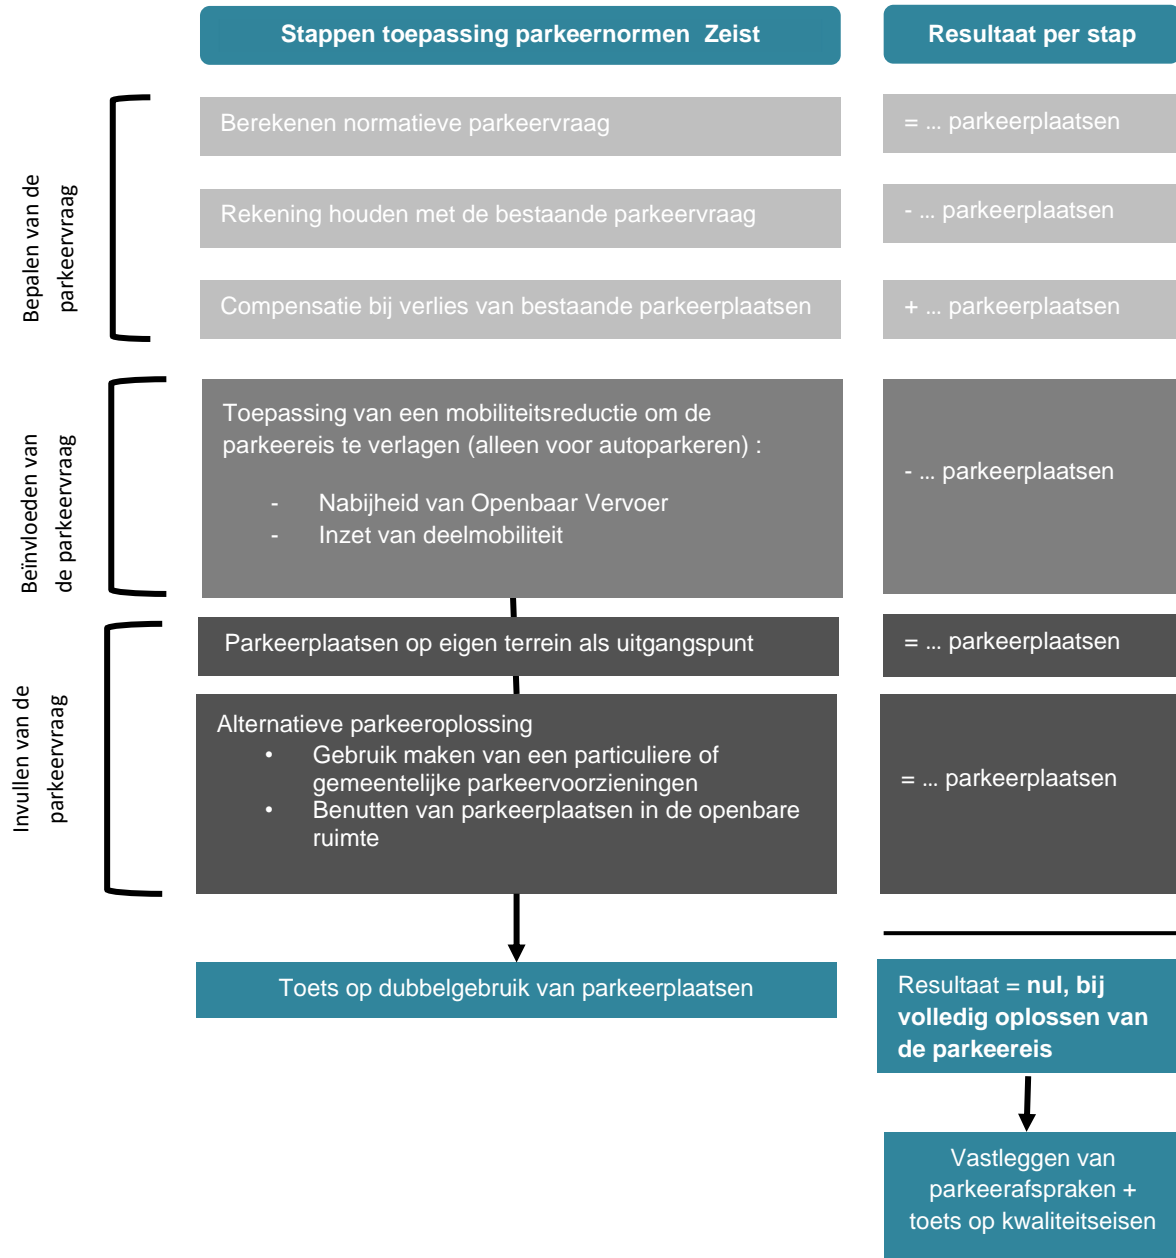 Stappen toepassing parkeernormen Zeist
Resultaat per stap
Bepalen van de
parkeervraag
Berekenen normatieve parkeervraag
= ... parkeerplaatsen
Rekening houden met de bestaande parkeervraag
- ... parkeerplaatsen
Compensatie bij verlies van bestaande parkeerplaatsen
+ ... parkeerplaatsen
Beïnvloeden van
de parkeervraag
Toepassing van een mobiliteitsreductie om de
parkeereis te verlagen (alleen voor autoparkeren) :
- Nabijheid van Openbaar Vervoer
- Inzet van deelmobiliteit
- ... parkeerplaatsen
Invullen van de
parkeervraag
Parkeerplaatsen op eigen terrein als uitgangspunt
= ... parkeerplaatsen
Alternatieve parkeeroplossing
• Gebruik maken van een particuliere of
gemeentelijke parkeervoorzieningen
• Benutten van parkeerplaatsen in de openbare
ruimte
= ... parkeerplaatsen
Toets op dubbelgebruik van parkeerplaatsen
Resultaat = nul, bij
volledig oplossen van
de parkeereis
Vastleggen van
parkeerafspraken +
toets op kwaliteitseisen